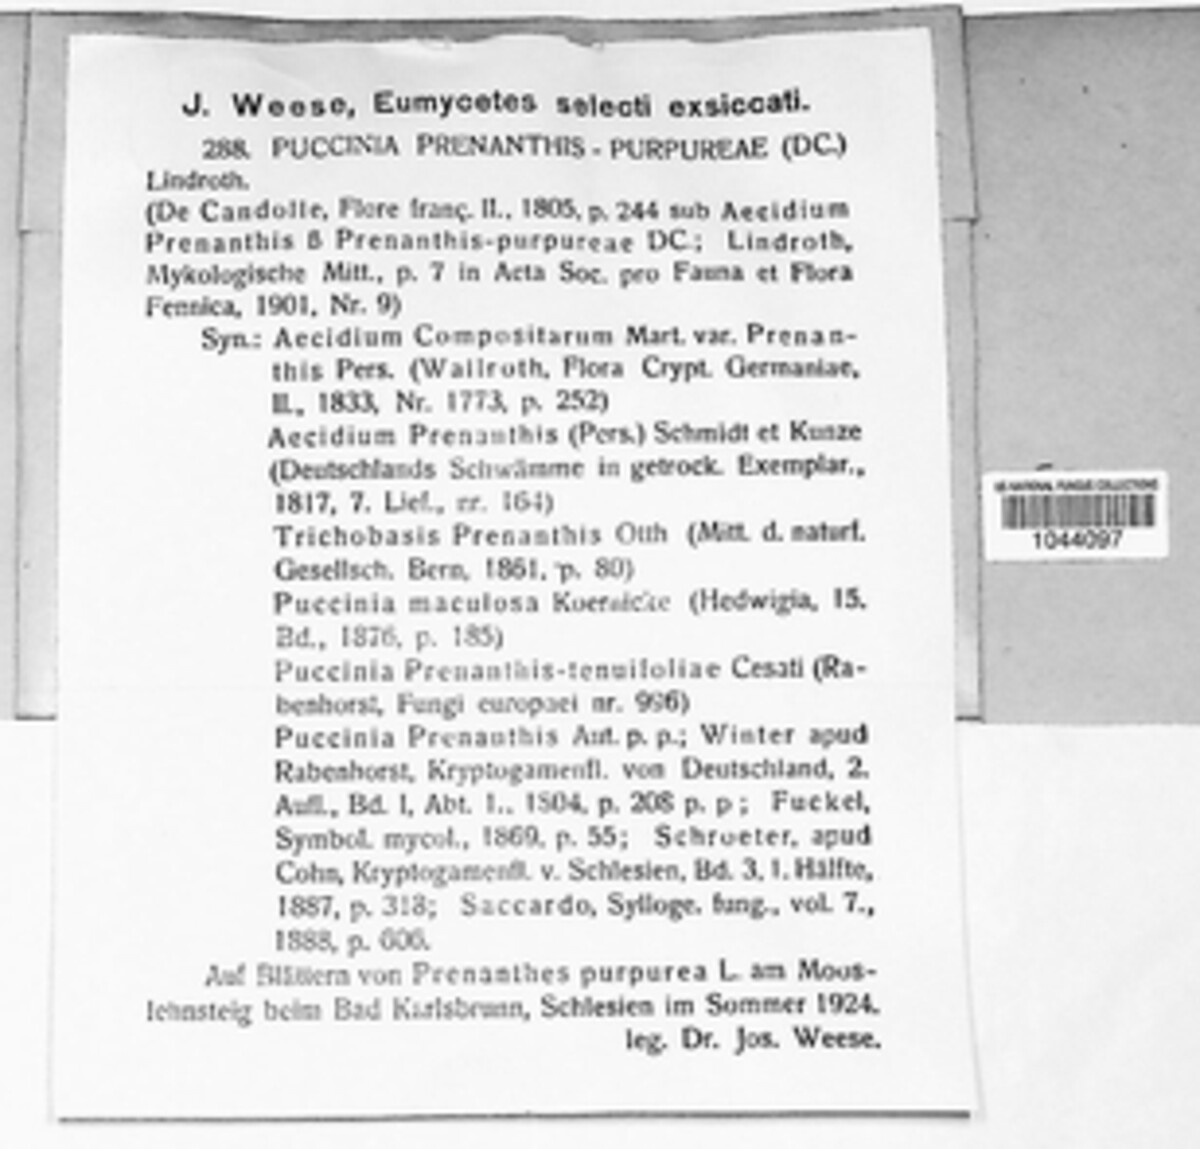 J. Weese, Eumycetes selecti exsiccati.
288. PUCCINIA PRENANTHIS - PURPUREAE (DC.)
Lindroth.
(De Candolle, Flore franç. II., 1805, p. 244 sub Aecidium
Prenanthis ß Prenanthis-purpureae DC.; Lindroth,
Mykologische Mitt., p. 7 in Acta Soc. pro Fauna et Flora
Fennica, 1901, Nr. 9)
Syn.: Aecidium Compositarum Mart. var. Prenan-
this Pers. (Wallroth, Flora Crypt. Germaniae,
II., 1833, Nr. 1773, p. 252)
Aecidium Prenanthis (Pers.) Schmidt et Kunze
(Deutschlands Schwämme in getrock. Exemplar.,
1817, 7. Lief., nr. 164)
Trichobasis Prenanthis Otth (Mitt. d. naturf.
Gesellsch. Bern, 1861, p. 80)
Puccinia maculosa Koernicke (Hedwigia, 15.
Bd., 1876, p. 185)
Puccinia Prenanthis-tenuifoliae Cesati (Ra-
benhorst, Fungi europaei nr. 996)
Puccinia Prenanthis Aut. p. p.; Winter apud
Rabenhorst, Kryptogamenfl. von Deutschland, 2.
Aufl., Bd. I, Abt. 1., p. 208 p. p; Fuckel,
Symbol. mycol., 1869, p. 55; Schroeter, apud
Cohn, Kryptogamenfl. v. Schlesien, Bd. 3, 1. Hälfte,
1887, p. 318; Saccardo, Sylloge. fung., vol. 7.,
1888, p. 606.
Auf Blättern von Prenanthes purpurea L. am Moos-
lehnsteig beim Bad Karlsbrunn, Schlesien im Sommer 1924.
leg. Dr. Jos. Weese.
US NATIONAL FUNGUS COLLECTIONS
1044097